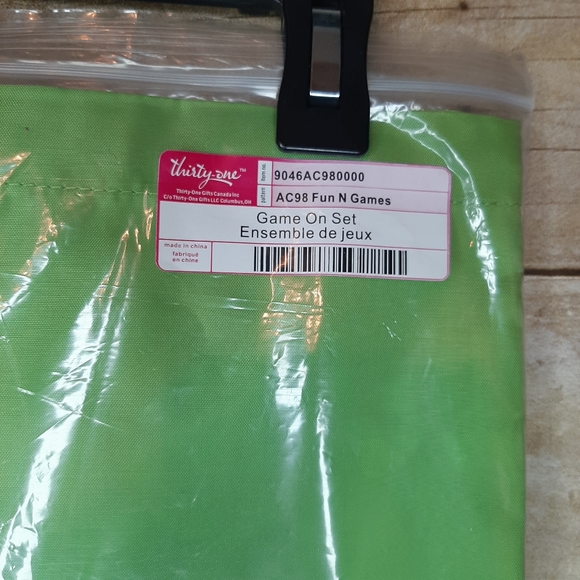 thirty-one™
Thirty-One Gifts Canada Inc
C/o Thirty-One Gifts LLC Columbus, OH
item no.
9046AC980000
pattern
AC98 Fun N Games
Game On Set
Ensemble de jeux
made in china
fabriqué
en chine